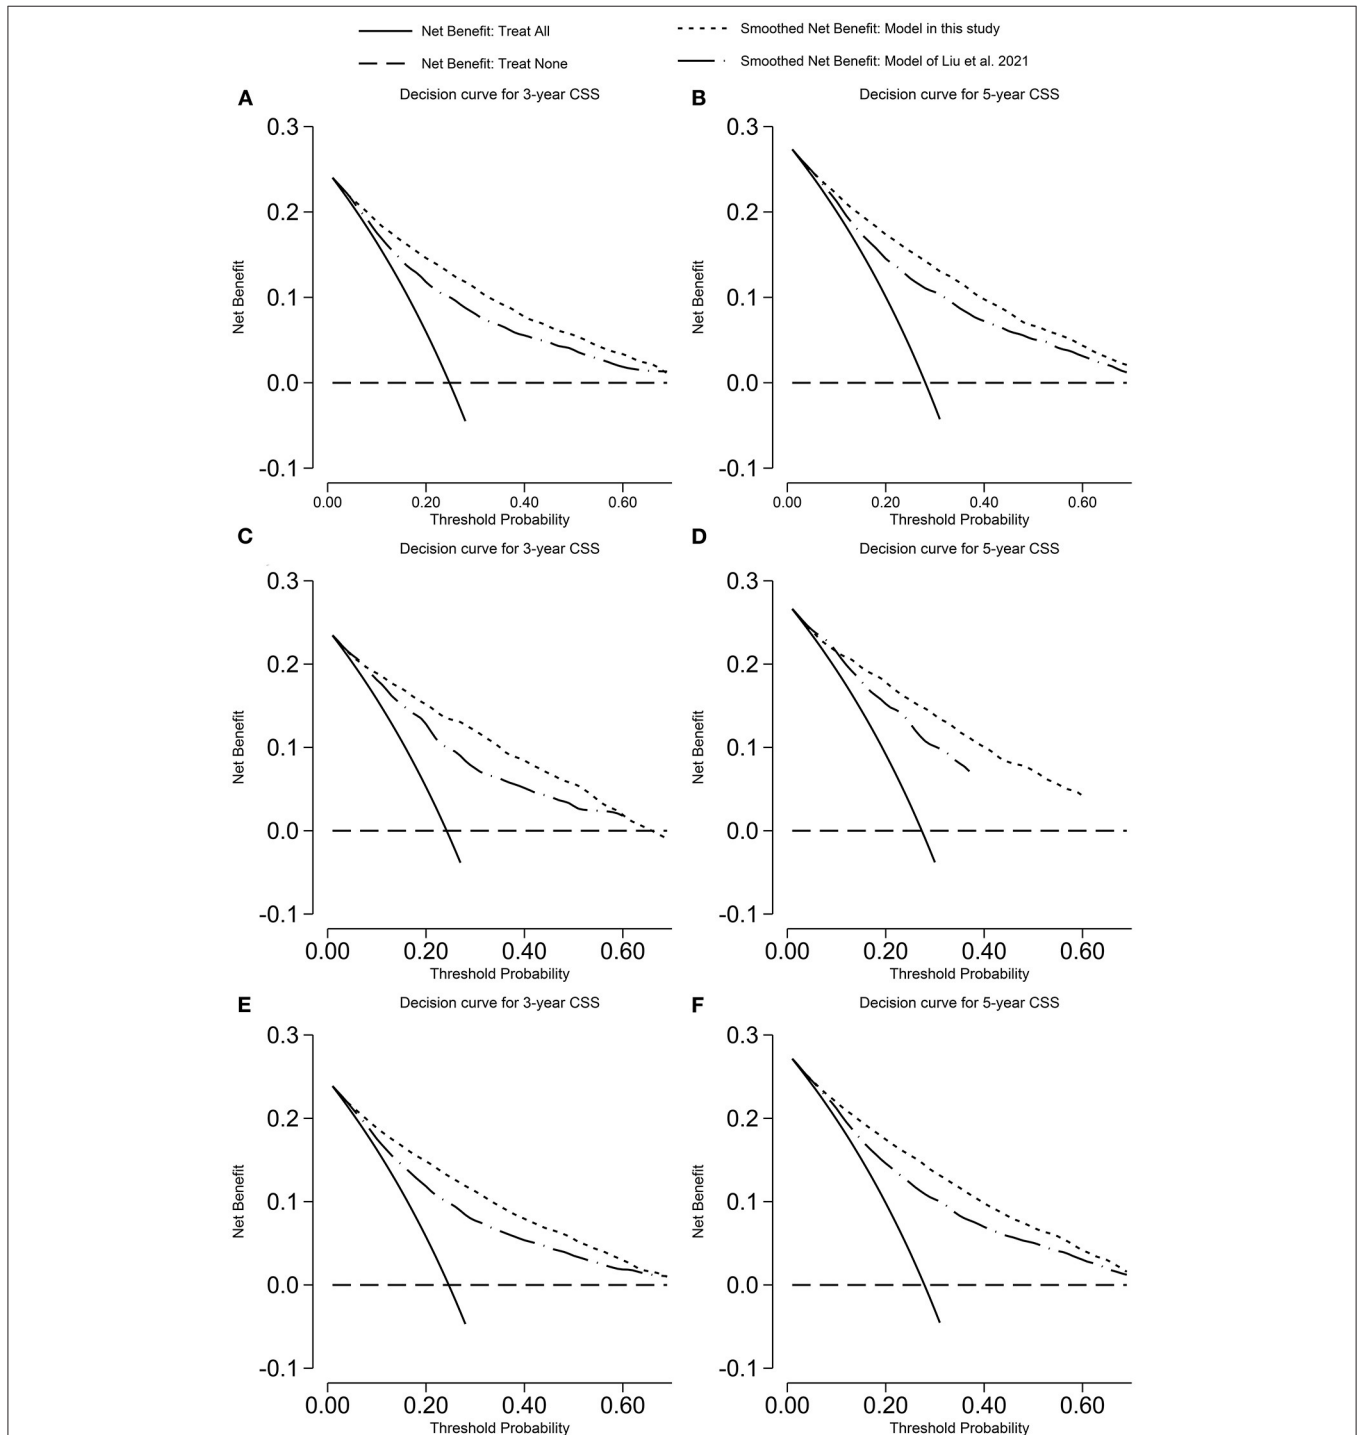 Net Benefit: Treat All
Smoothed Net Benefit: Model in this study
Net Benefit: Treat None
Smoothed Net Benefit: Model of Liu et al. 2021
A
Decision curve for 3-year CSS
0.3
0.2
0.1
0.0
-0.1
Net Benefit
0.00 0.20 0.40 0.60
Threshold Probability
B
Decision curve for 5-year CSS
0.3
0.2
0.1
0.0
-0.1
Net Benefit
0.00 0.20 0.40 0.60
Threshold Probability
C
Decision curve for 3-year CSS
0.3
0.2
0.1
0.0
-0.1
Net Benefit
0.00 0.20 0.40 0.60
Threshold Probability
D
Decision curve for 5-year CSS
0.3
0.2
0.1
0.0
-0.1
Net Benefit
0.00 0.20 0.40 0.60
Threshold Probability
E
Decision curve for 3-year CSS
0.3
0.2
0.1
0.0
-0.1
Net Benefit
0.00 0.20 0.40 0.60
Threshold Probability
F
Decision curve for 5-year CSS
0.3
0.2
0.1
0.0
-0.1
Net Benefit
0.00 0.20 0.40 0.60
Threshold Probability